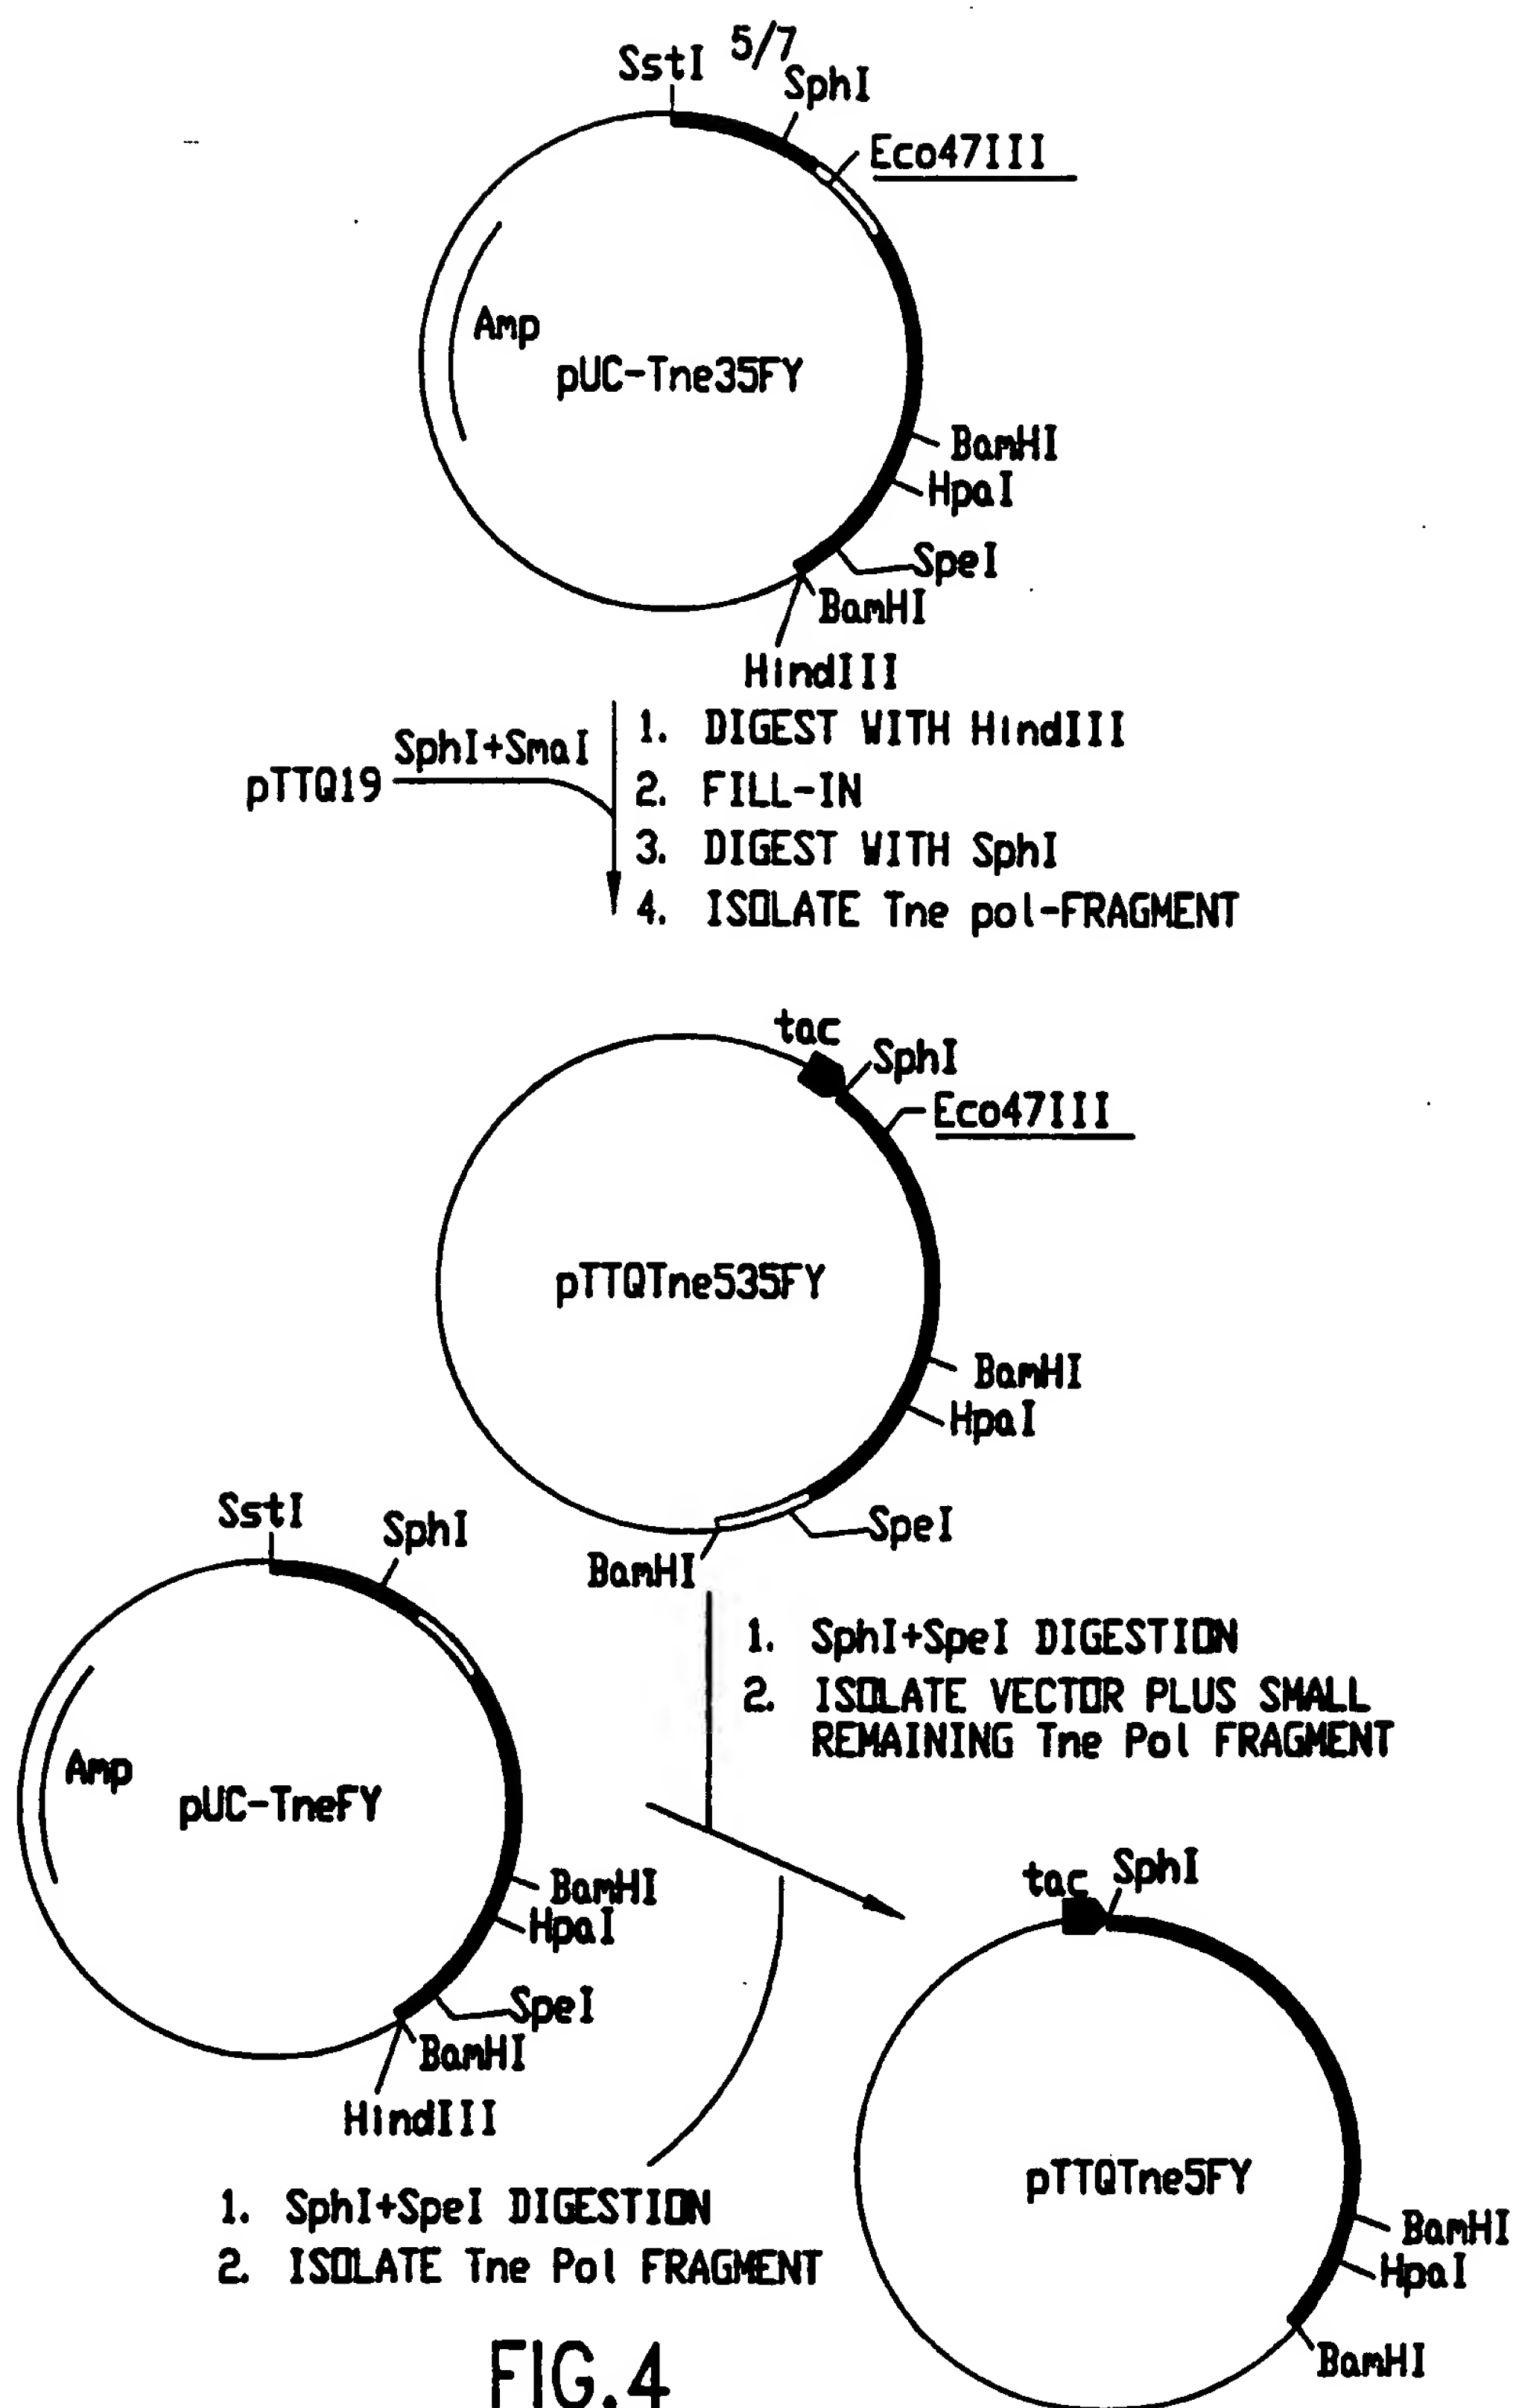 5/7
SstI
SphI
Eco47III
Amp
pUC-Tne35FY
BamHI
HpaI
SpeI
BamHI
HindIII
pTTQ19
SphI+SmaI
1. DIGEST WITH HindIII
2. FILL-IN
3. DIGEST WITH SphI
4. ISOLATE Tne pol-FRAGMENT
tac
SphI
Eco47III
pTTQTne535FY
BamHI
HpaI
SpeI
BamHI
1. SphI+SpeI DIGESTION
2. ISOLATE VECTOR PLUS SMALL
REMAINING Tne Pol FRAGMENT
SstI
SphI
Amp
pUC-TneFY
BamHI
HpaI
SpeI
BamHI
HindIII
1. SphI+SpeI DIGESTION
2. ISOLATE Tne Pol FRAGMENT
tac
SphI
pTTQTne5FY
BamHI
HpaI
BamHI
FIG.4